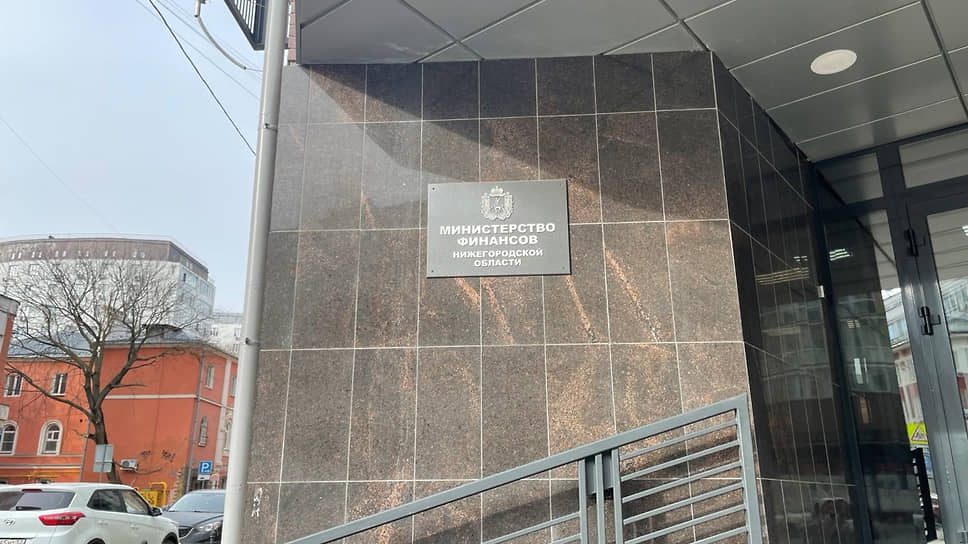 МИНИСТЕРСТВО
ФИНАНСОВ
НИЖЕГОРОДСКОЙ
ОБЛАСТИ
P